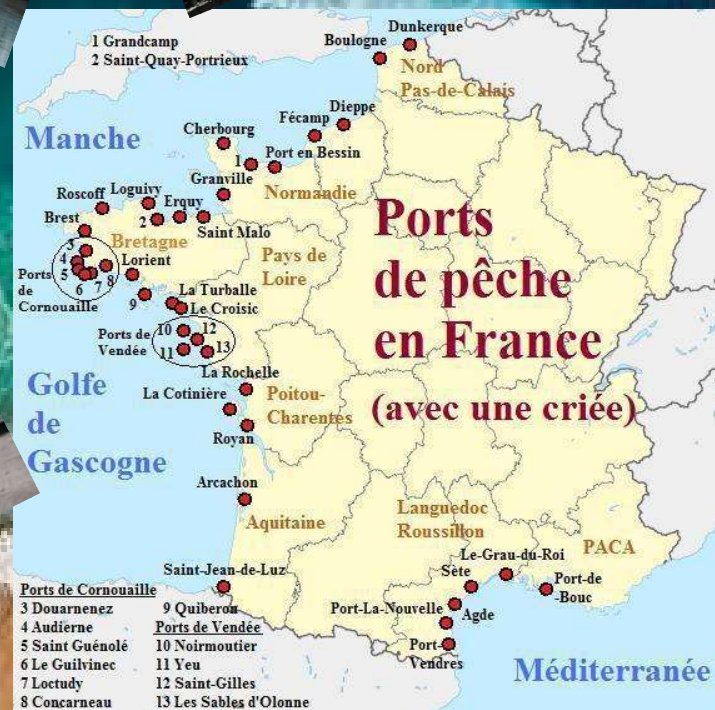 1 Grandcamp
2 Saint-Quay-Portrieux
Dunkerque
Boulogne
Nord
Pas-de-Calais
Dieppe
Fécamp
Manche
Cherbourg
1
Port en Bessin
Granville
Normandie
Roscoff
Loguivy
Erquy
2
Saint Malo
Brest
Bretagne
3
4
5
6
7
8
Ports
de
Cornouaille
Lorient
9
Pays de
Loire
La Turballe
Le Croisic
Ports de
Vendée
10
12
11
13
Ports
de pêche
en France
(avec une criée)
La Rochelle
La Cotinière
Poitou-
Charentes
Royan
Golfe
de
Gascogne
Arcachon
Aquitaine
Languedoc
Roussillon
PACA
Le-Grau-du-Roi
Sète
Port-de
-Bouc
Saint-Jean-de-Luz
Port-La-Nouvelle
Agde
Port-
Vendres
Méditerranée
Ports de Cornouaille
3 Douarnenez
4 Audierne
5 Saint Guénolé
6 Le Guilvinec
7 Loctudy
8 Concarneau
9 Quiberon
Ports de Vendée
10 Noirmoutier
11 Yeu
12 Saint-Gilles
13 Les Sables d'Olonne